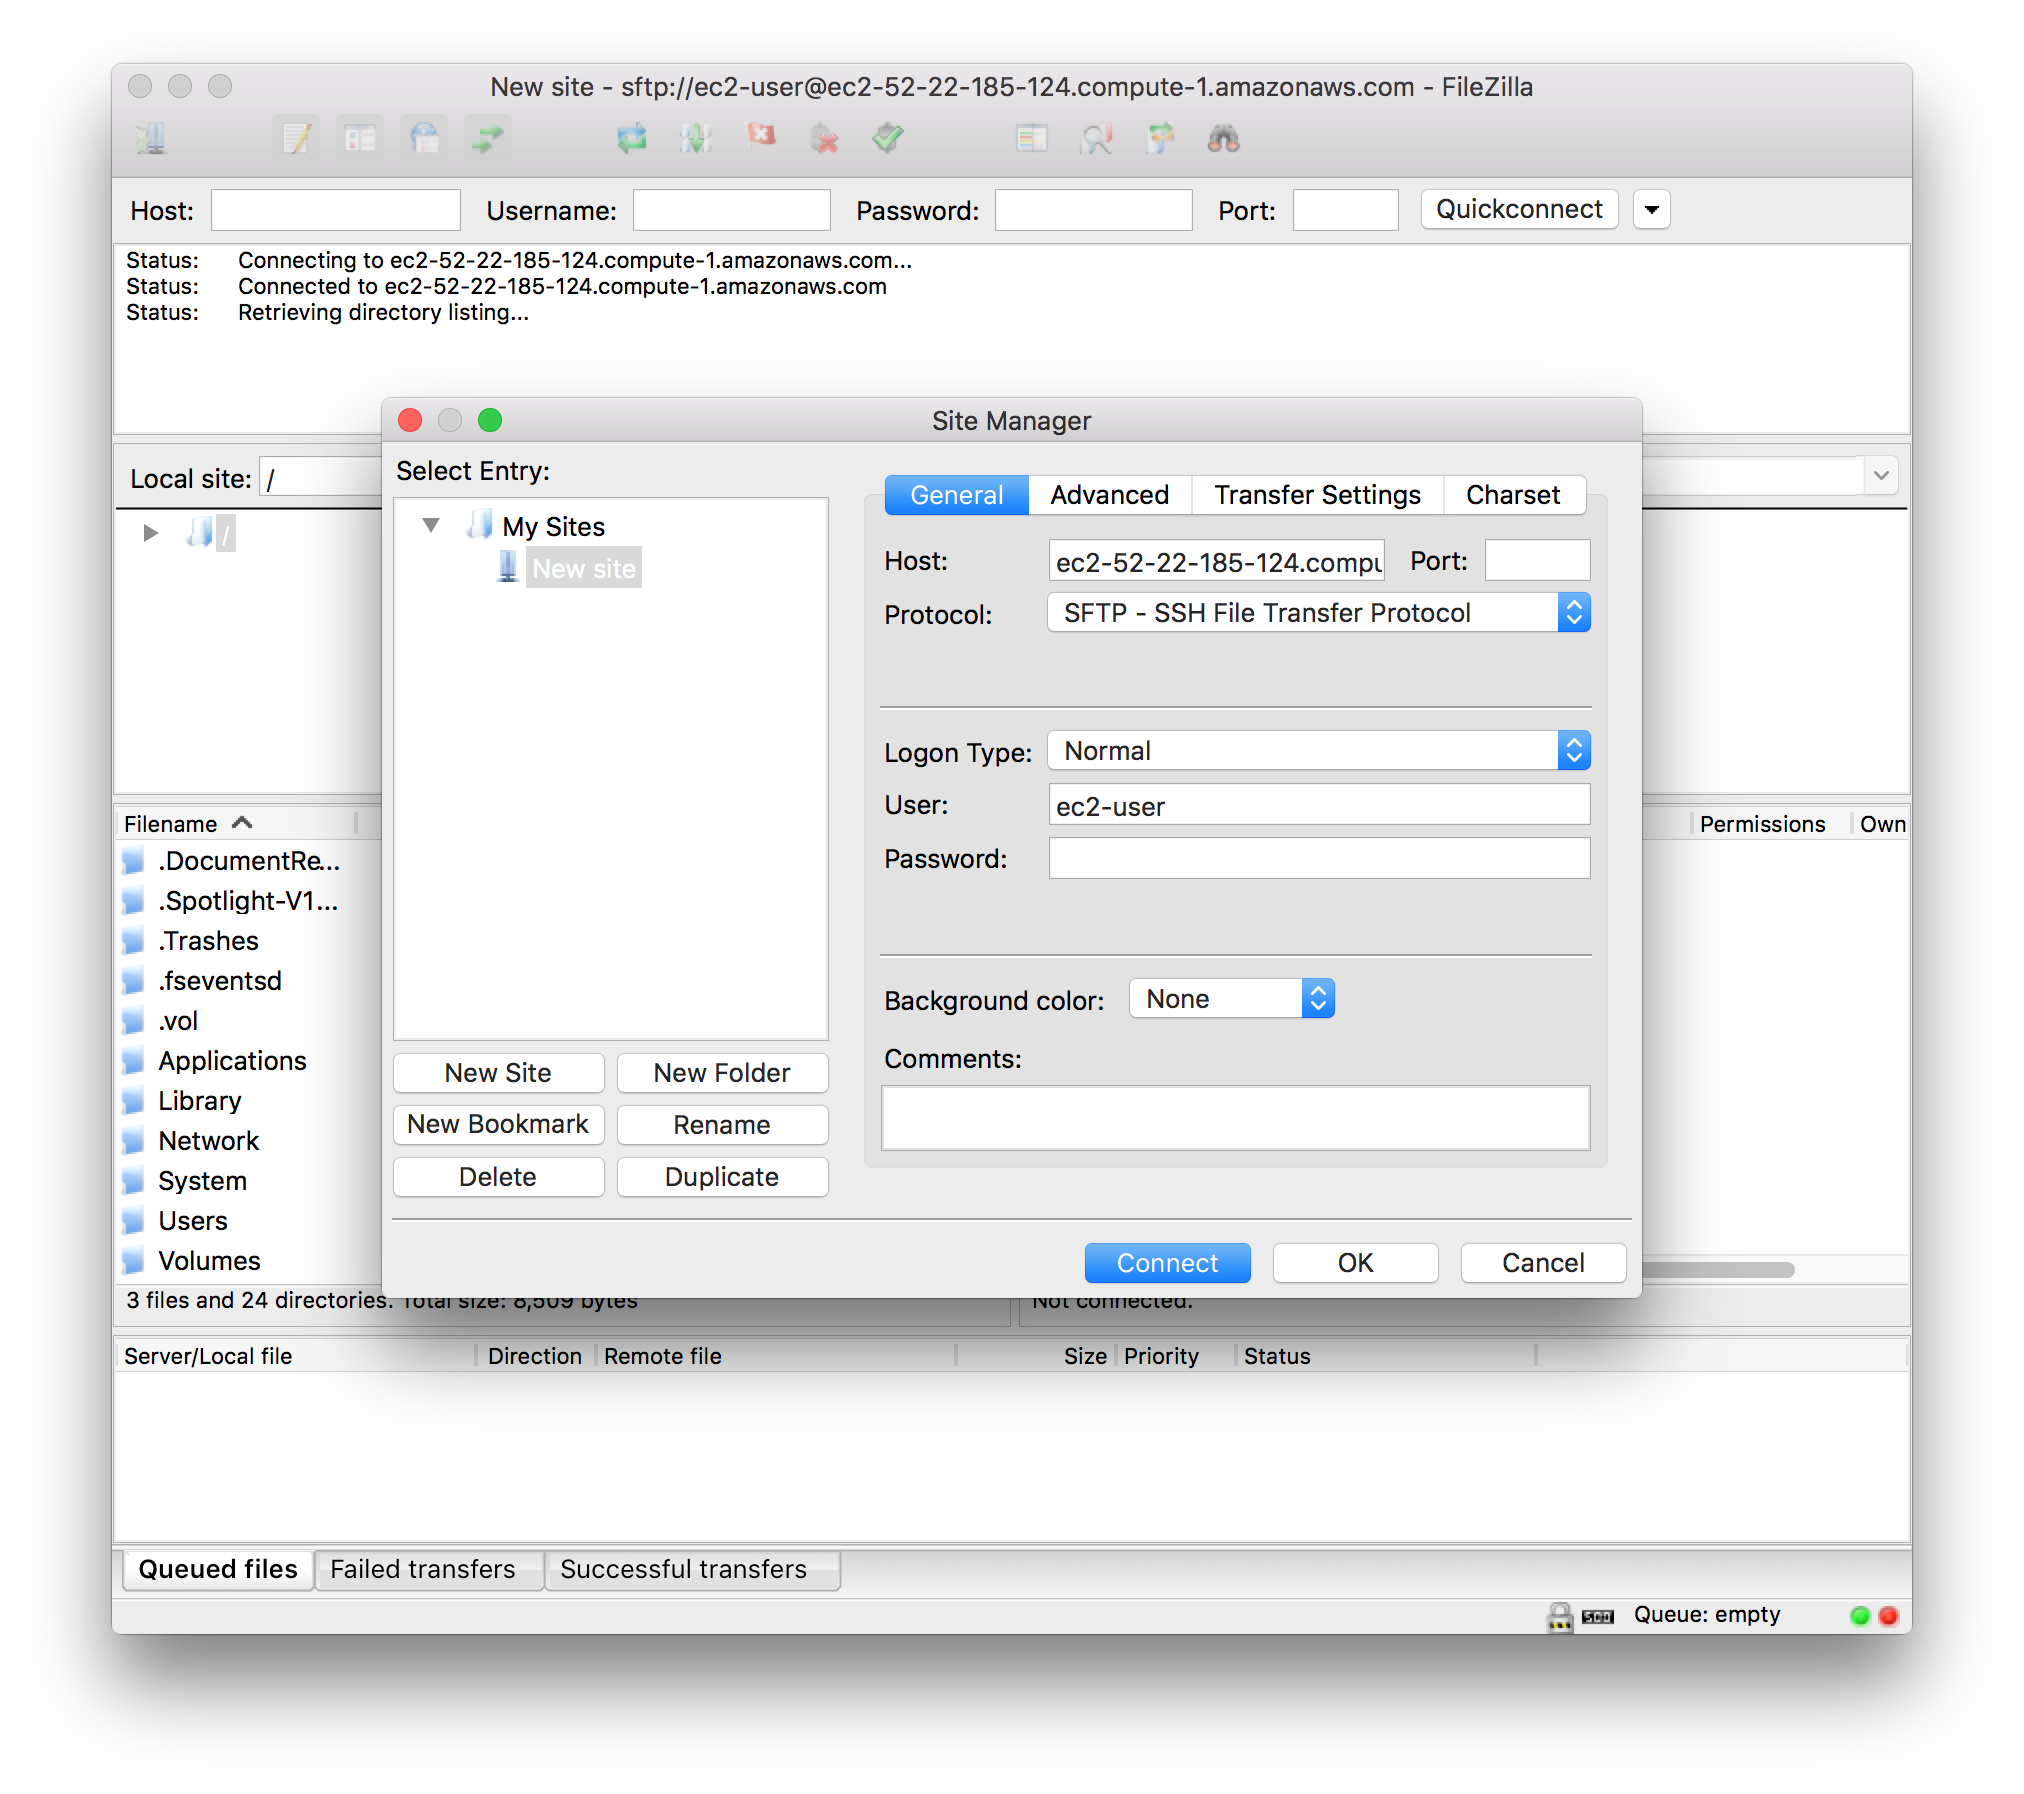 New site - sftp://ec2-user@ec2-52-22-185-124.compute-1.amazonaws.com - FileZilla
Host: Username: Password: Port: Quickconnect
Status: Connecting to ec2-52-22-185-124.compute-1.amazonaws.com...
Status: Connected to ec2-52-22-185-124.compute-1.amazonaws.com
Status: Retrieving directory listing...
Local site: /
/
Filename
.DocumentRe...
.Spotlight-V1...
.Trashes
.fseventsd
.vol
Applications
Library
Network
System
Users
Volumes
3 files and 24 directories. Total size: 8,509 bytes
Permissions Own
Not connected.
Site Manager
Select Entry:
My Sites
New site
New Site New Folder
New Bookmark Rename
Delete Duplicate
General Advanced Transfer Settings Charset
Host: ec2-52-22-185-124.compu Port:
Protocol: SFTP - SSH File Transfer Protocol
Logon Type: Normal
User: ec2-user
Password:
Background color: None
Comments:
Connect OK Cancel
Server/Local file Direction Remote file Size Priority Status
Queued files Failed transfers Successful transfers
Queue: empty